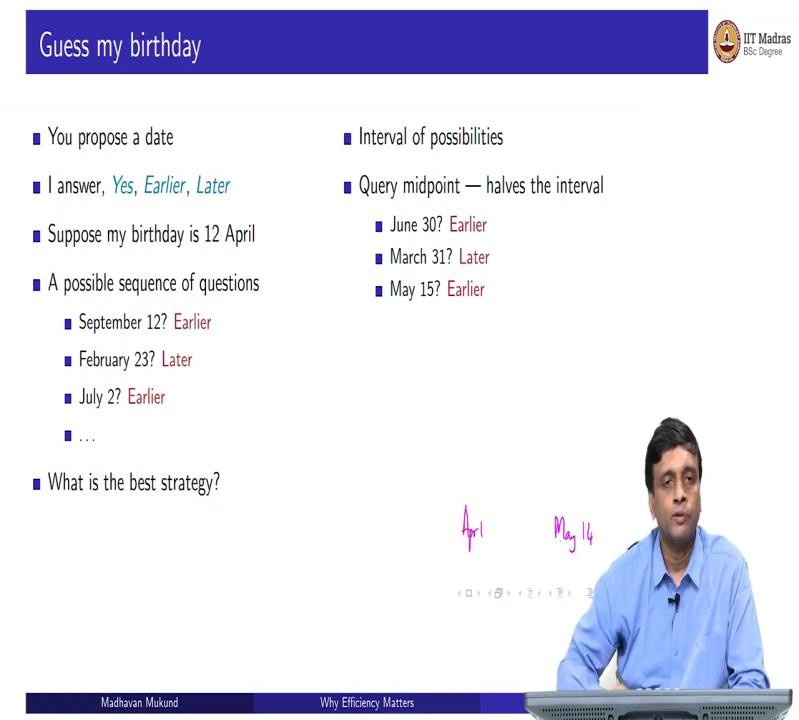 Guess my birthday
IIT Madras
BSc Degree
You propose a date
I answer, Yes, Earlier, Later
Suppose my birthday is 12 April
A possible sequence of questions
September 12? Earlier
February 23? Later
July 2? Earlier
...
What is the best strategy?
Interval of possibilities
Query midpoint — halves the interval
June 30? Earlier
March 31? Later
May 15? Earlier
Apr 1 May 14
Madhavan Mukund Why Efficiency Matters